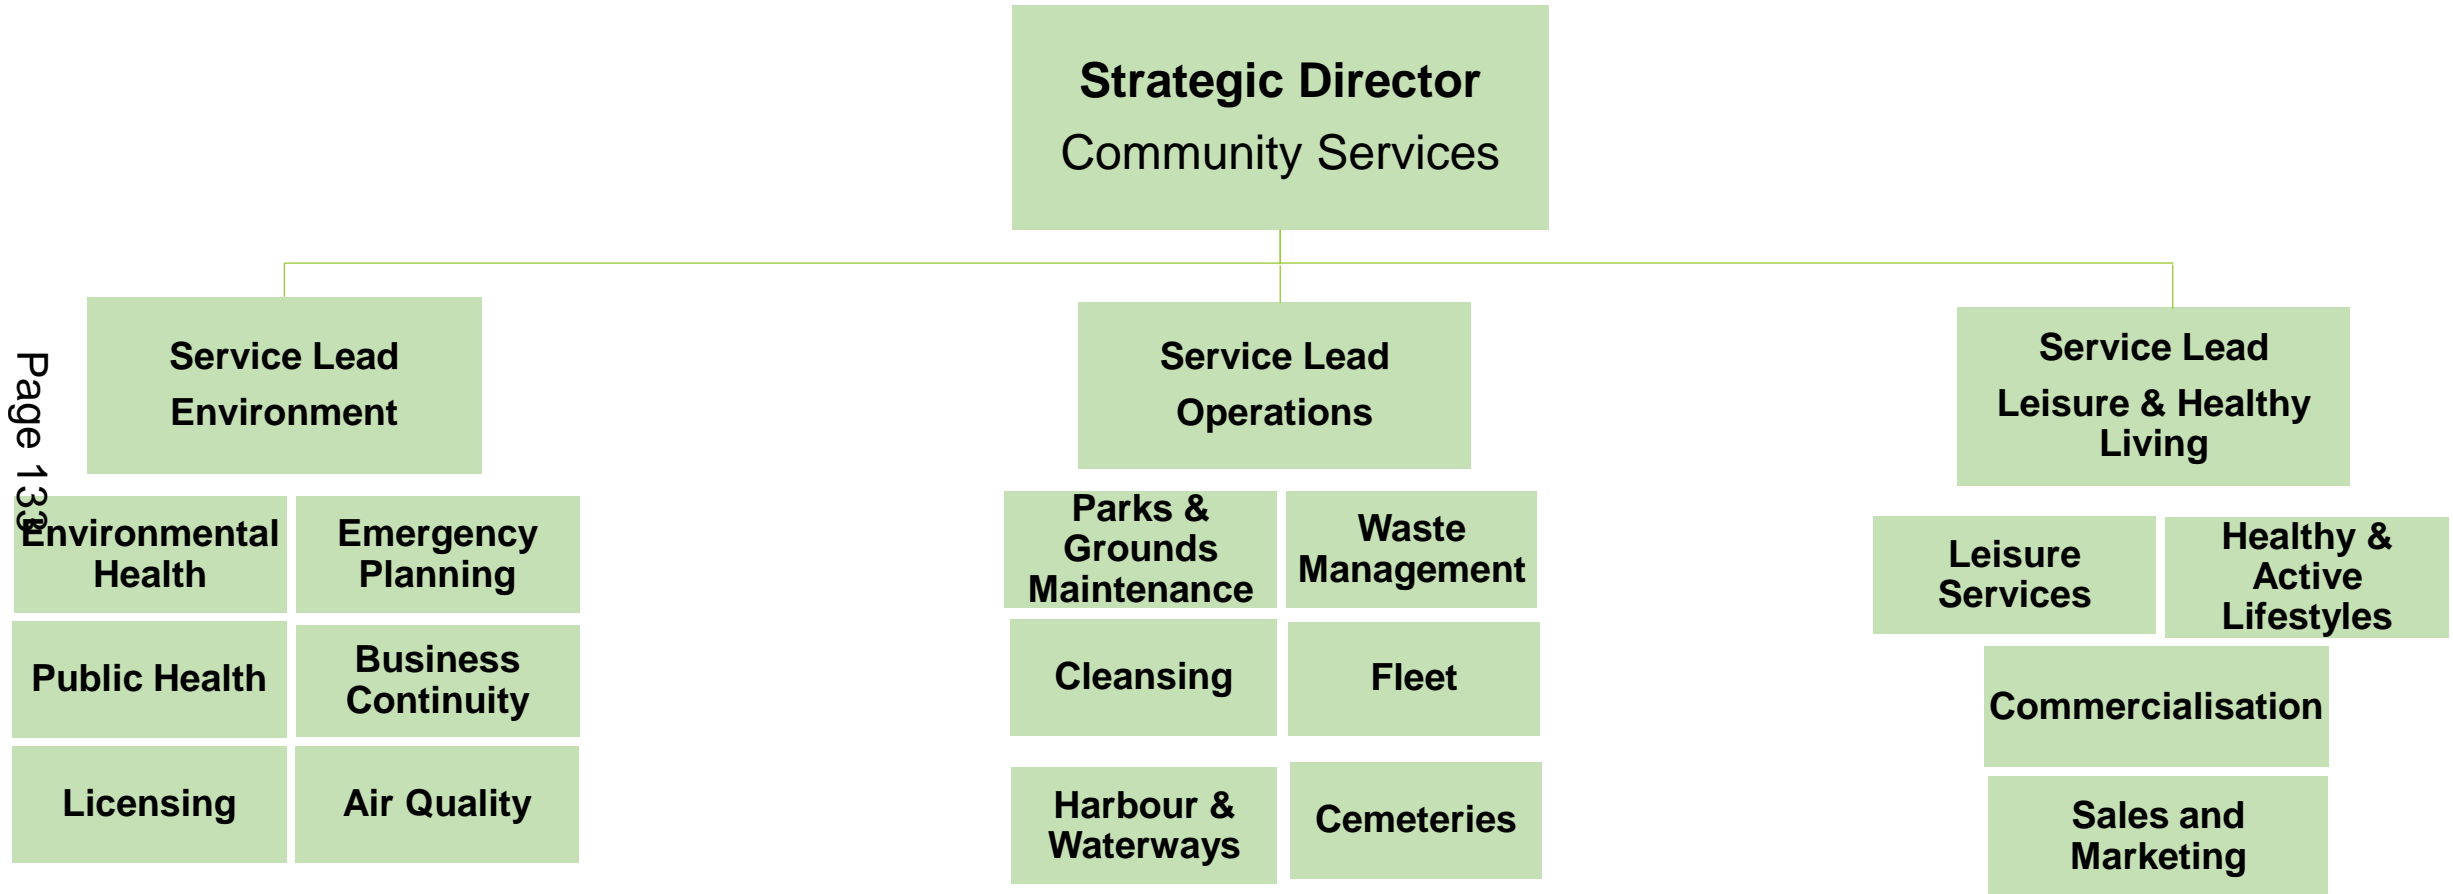 Strategic Director
Community Services
Service Lead
Environment
Environmental
Health
Emergency
Planning
Public Health
Business
Continuity
Licensing
Air Quality
Service Lead
Operations
Parks &
Grounds
Maintenance
Waste
Management
Cleansing
Fleet
Harbour &
Waterways
Cemeteries
Service Lead
Leisure & Healthy
Living
Leisure
Services
Healthy &
Active
Lifestyles
Commercialisation
Sales and
Marketing
Page 133